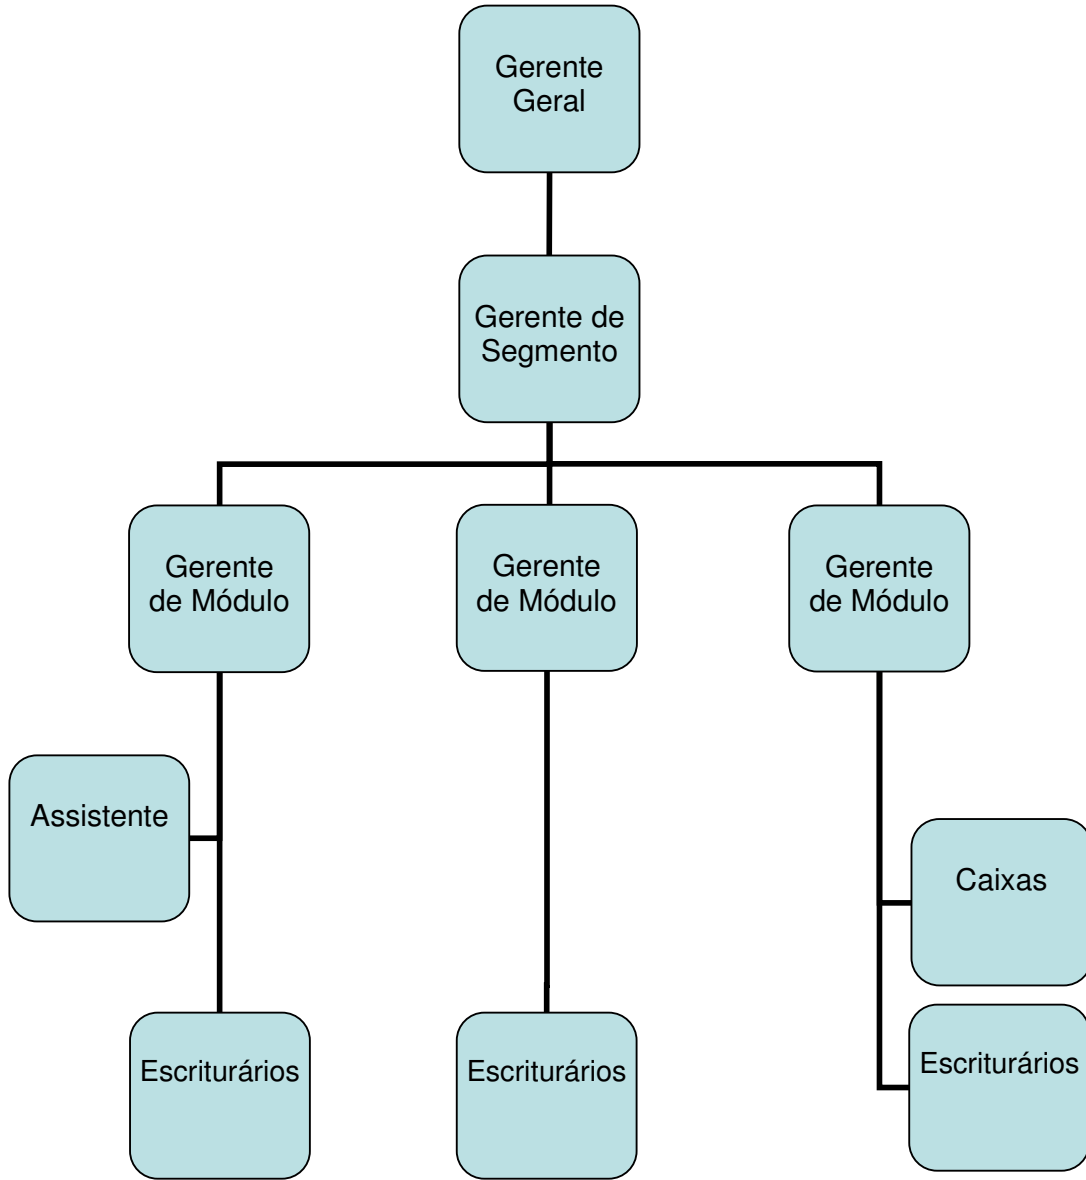 Gerente
Geral
Gerente de
Segmento
Gerente
de Módulo
Gerente
de Módulo
Gerente
de Módulo
Assistente
Caixas
Escriturários
Escriturários
Escriturários